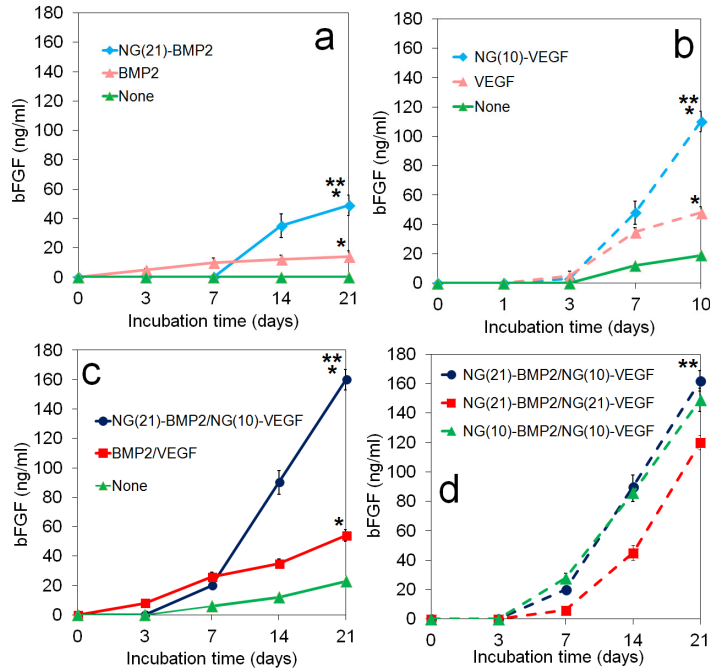 a
180
160
140
120
100
80
60
40
20
0
bFGF (ng/ml)
NG(21)-BMP2
BMP2
None
**
*
*
0 3 7 14 21
Incubation time (days)
b
180
160
140
120
100
80
60
40
20
0
bFGF (ng/ml)
NG(10)-VEGF
VEGF
None
**
*
*
0 1 3 7 10
Incubation time (days)
c
180
160
140
120
100
80
60
40
20
0
bFGF (ng/ml)
NG(21)-BMP2/NG(10)-VEGF
BMP2/VEGF
None
**
*
*
0 3 7 14 21
Incubation time (days)
d
180
160
140
120
100
80
60
40
20
0
bFGF (ng/ml)
NG(21)-BMP2/NG(10)-VEGF
NG(21)-BMP2/NG(21)-VEGF
NG(10)-BMP2/NG(10)-VEGF
**
0 3 7 14 21
Incubation time (days)